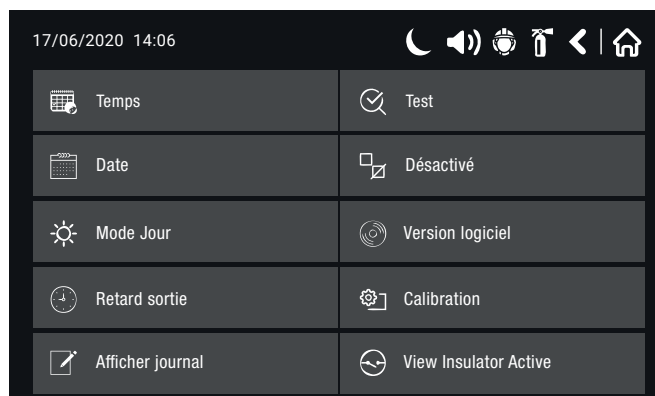 17/06/2020 14:06
Temps
Test
Date
Désactivé
Mode Jour
Version logiciel
Retard sortie
Calibration
Afficher journal
View Insulator Active